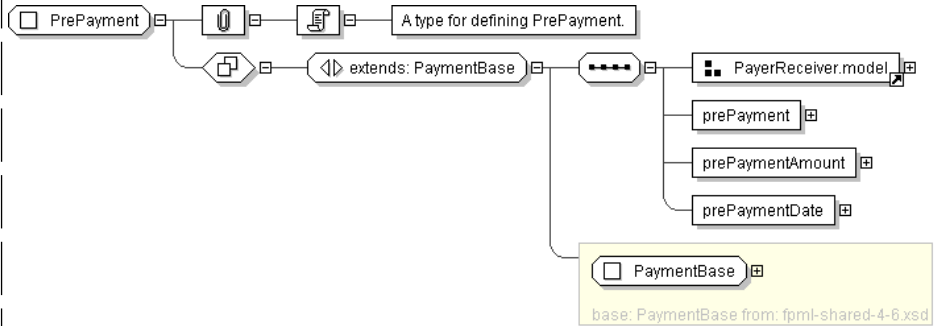 PrePayment
A type for defining PrePayment.
extends: PaymentBase
PayerReceiver.model
prePayment
prePaymentAmount
prePaymentDate
PaymentBase
base: PaymentBase from: fpml-shared-4-6.xsd